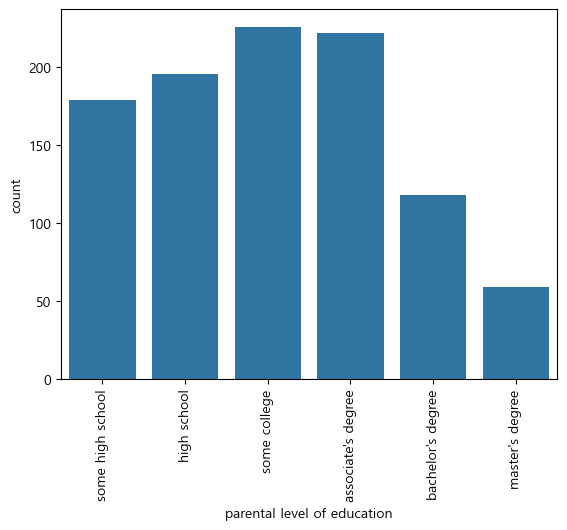 count
200
150
100
50
0
some high school
high school
some college
associate's degree
bachelor's degree
master's degree
parental level of education